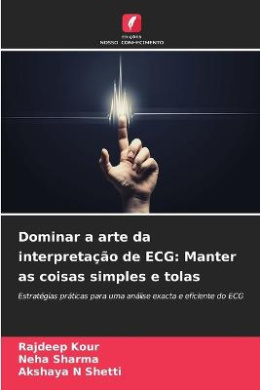 edições
NOSSO CONHECIMENTO
Dominar a arte da
interpretação de ECG: Manter
as coisas simples e tolas
Estratégias práticas para uma análise exacta e eficiente do ECG
Rajdeep Kour
Neha Sharma
Akshaya N Shetti